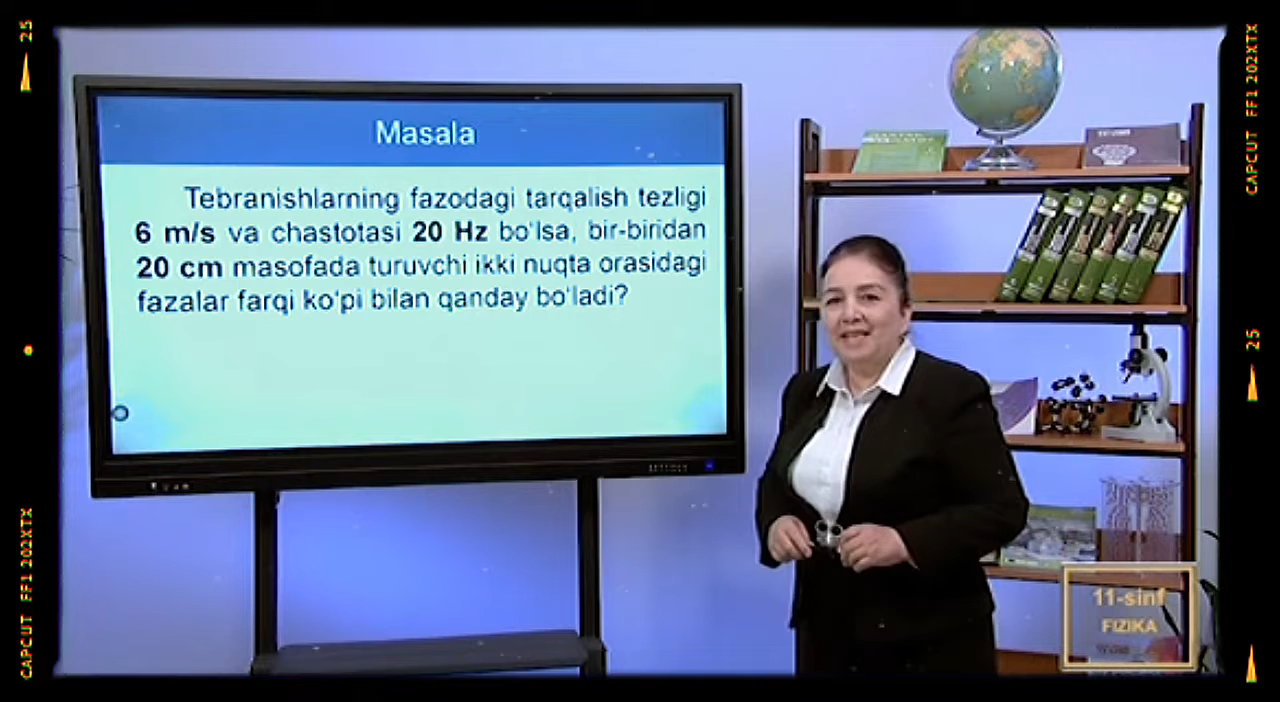 Masala
Tebranishlarning fazodagi tarqalish tezligi
6 m/s va chastotasi 20 Hz bo‘lsa, bir-biridan
20 cm masofada turuvchi ikki nuqta orasidagi
fazalar farqi ko‘pi bilan qanday bo‘ladi?
11-sinf
FIZIKA
25
CAPCUT FF1 202XTX
CAPCUT FF1 202XTX
25